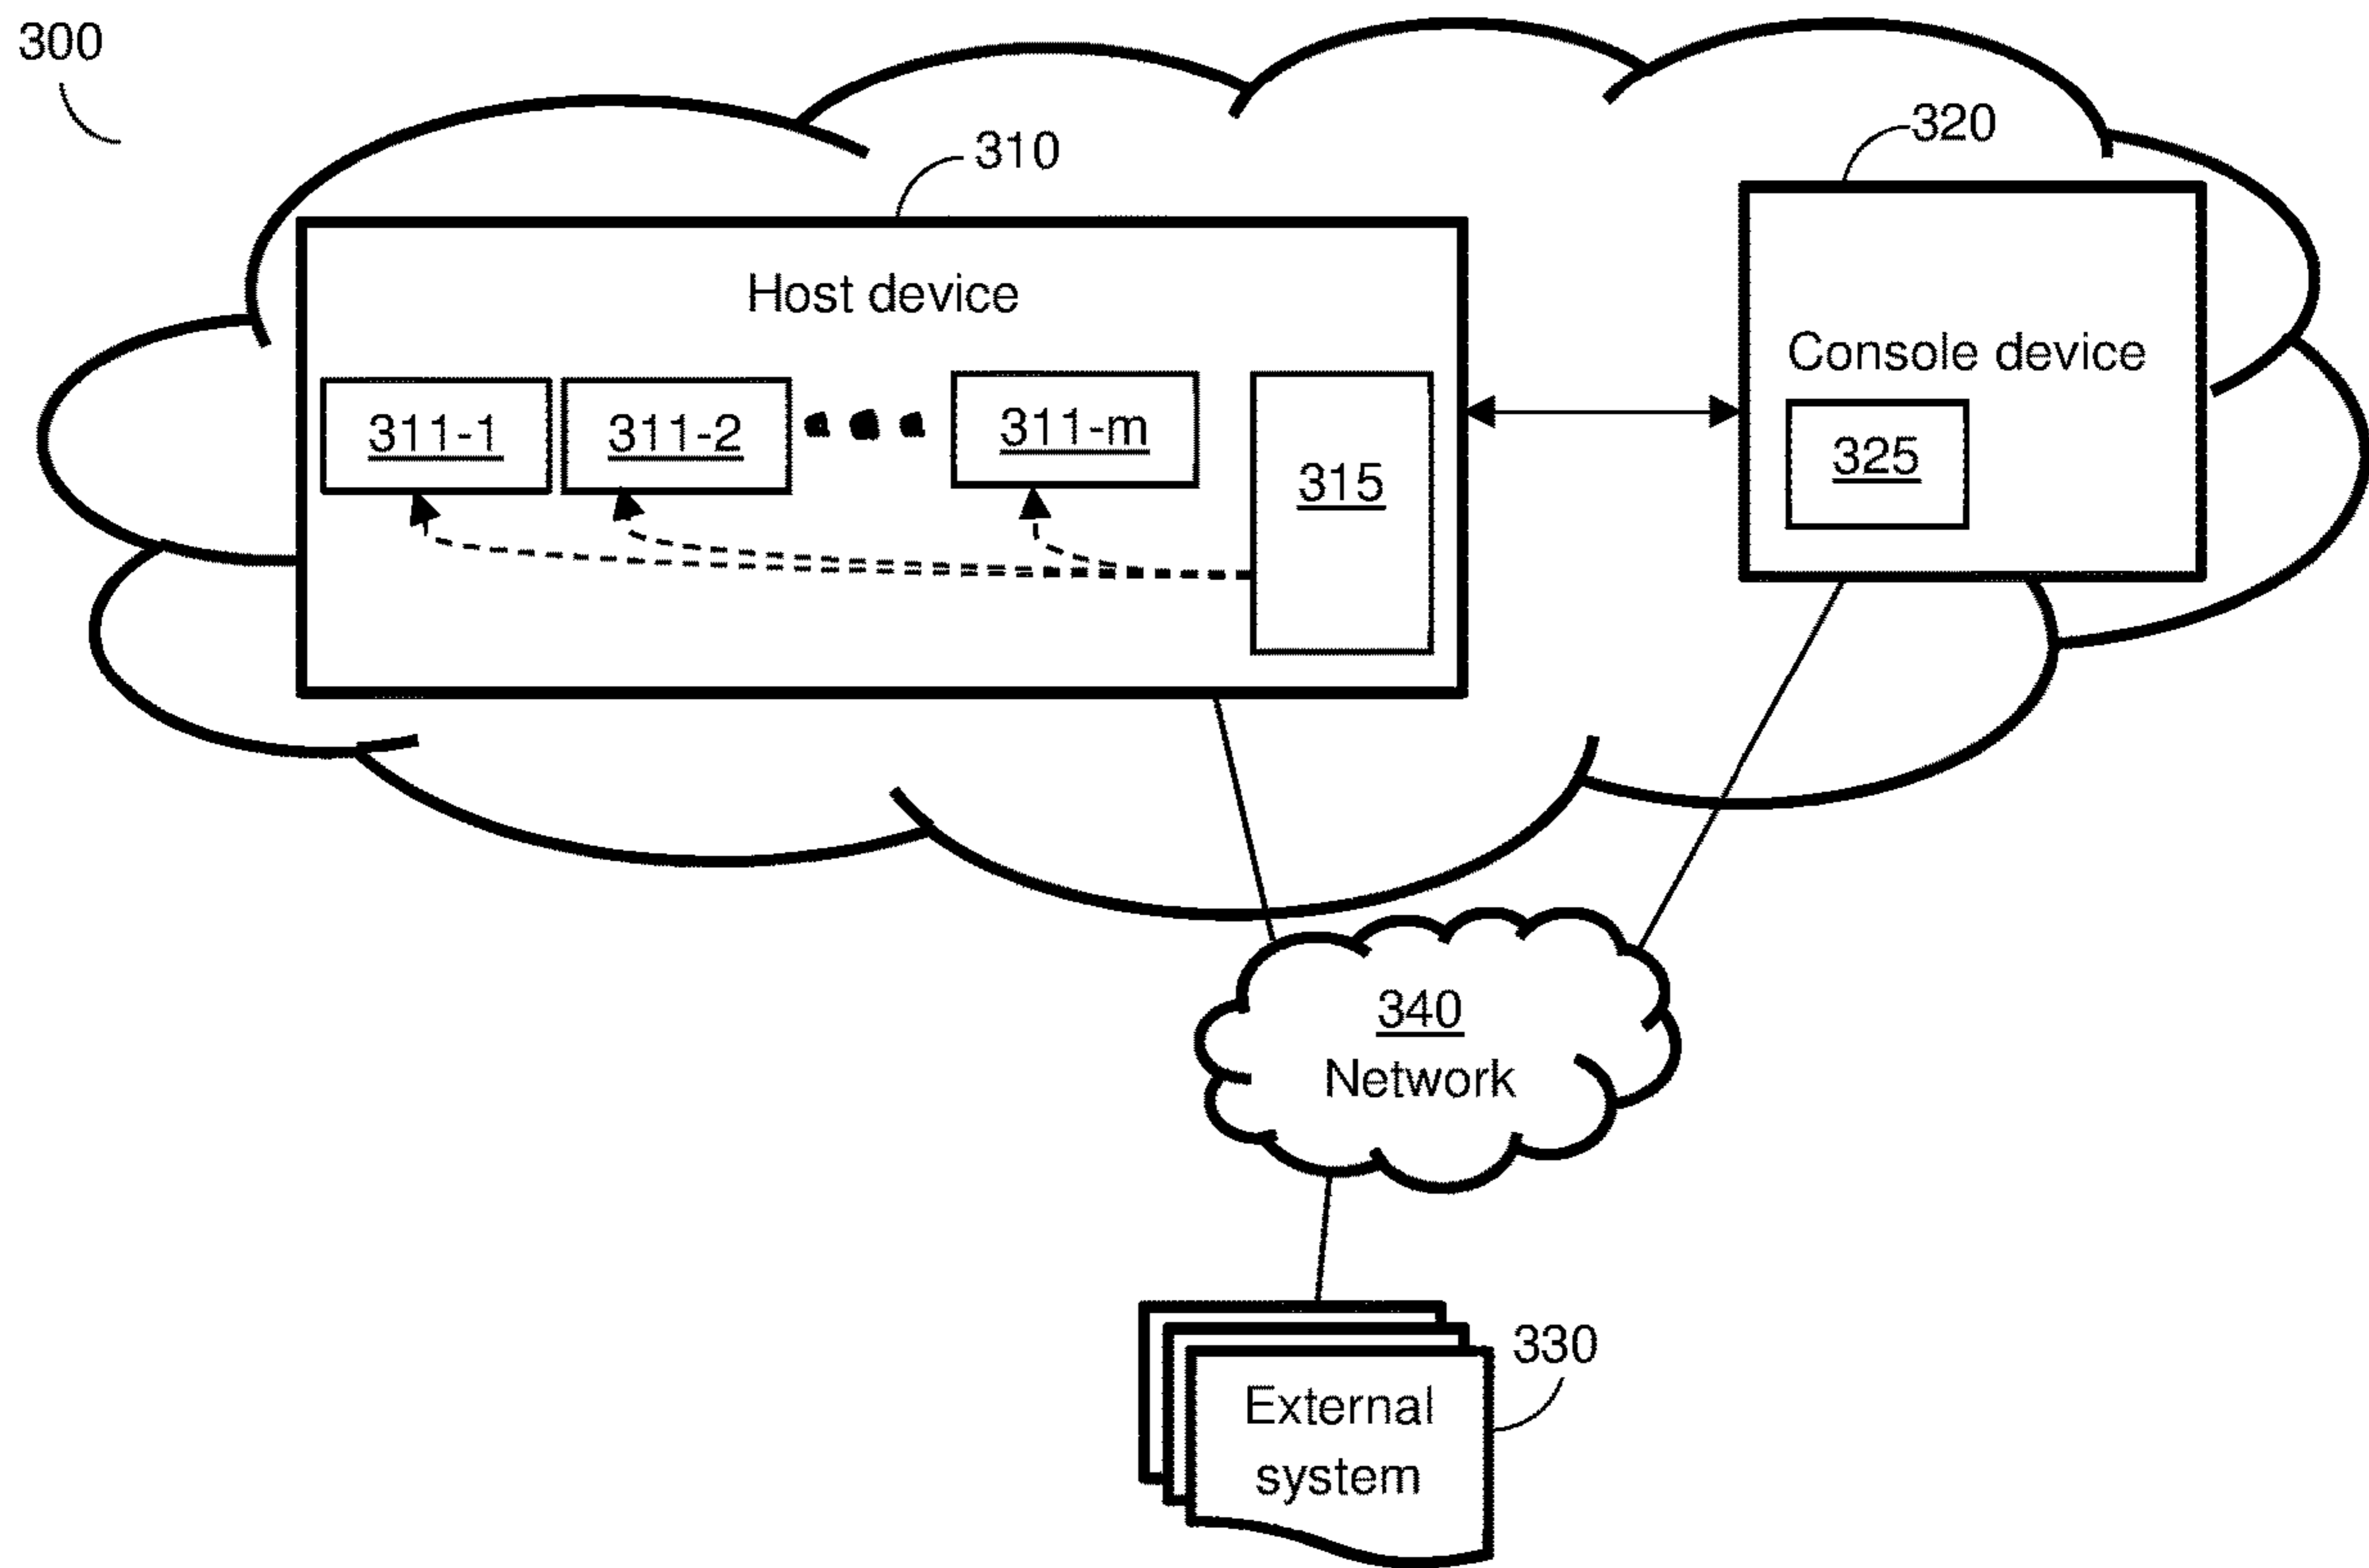 300
310
320
Host device
Console device
311-1
311-2
311-m
315
325
340
Network
330
External
system